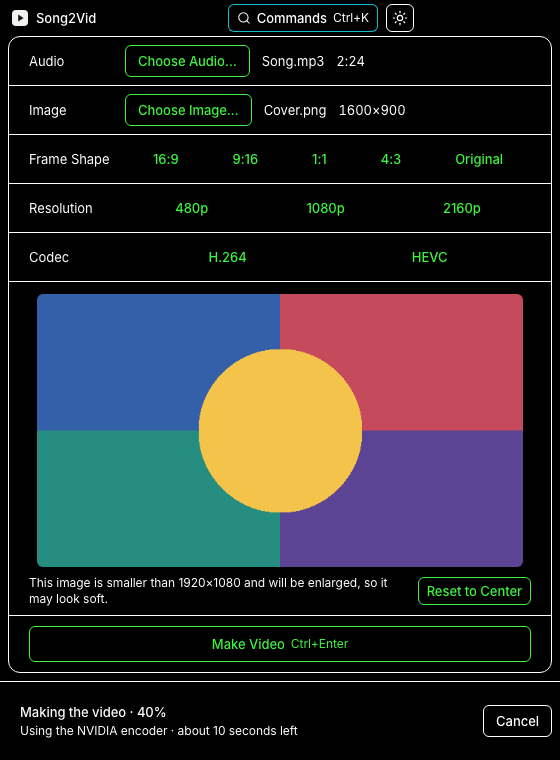 Song2Vid
Commands Ctrl+K
Audio Choose Audio... Song.mp3 2:24
Image Choose Image... Cover.png 1600×900
Frame Shape 16:9 9:16 1:1 4:3 Original
Resolution 480p 1080p 2160p
Codec H.264 HEVC
This image is smaller than 1920×1080 and will be enlarged, so it
may look soft.
Reset to Center
Make Video Ctrl+Enter
Making the video · 40%
Using the NVIDIA encoder · about 10 seconds left
Cancel